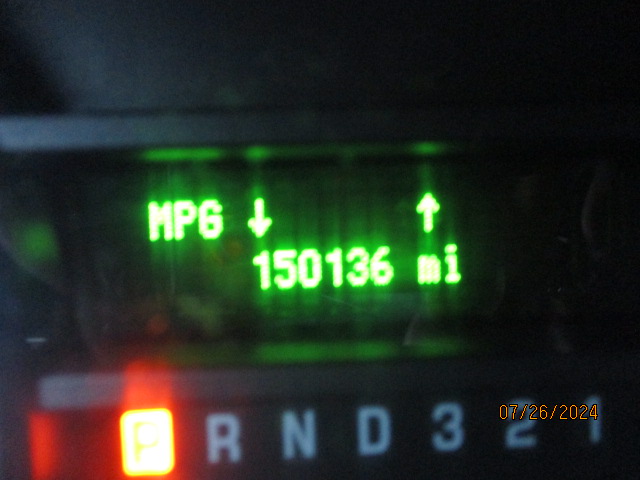 MPG ↓ ↑
150136 mi
P R N D 3 2 1
07/26/2024